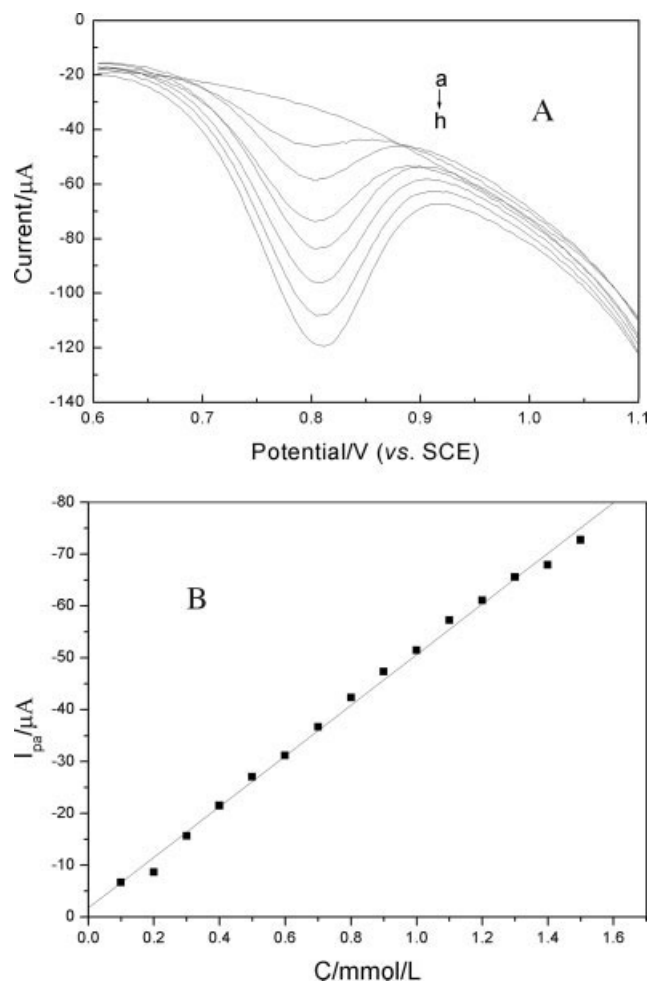 0
-20
-40
-60
-80
-100
-120
-140
Current/µA
a
h
A
0.6 0.7 0.8 0.9 1.0 1.1
Potential/V (vs. SCE)
-80
-70
-60
-50
-40
-30
-20
-10
0
I_pa/µA
B
0.0 0.2 0.4 0.6 0.8 1.0 1.2 1.4 1.6
C/mmol/L